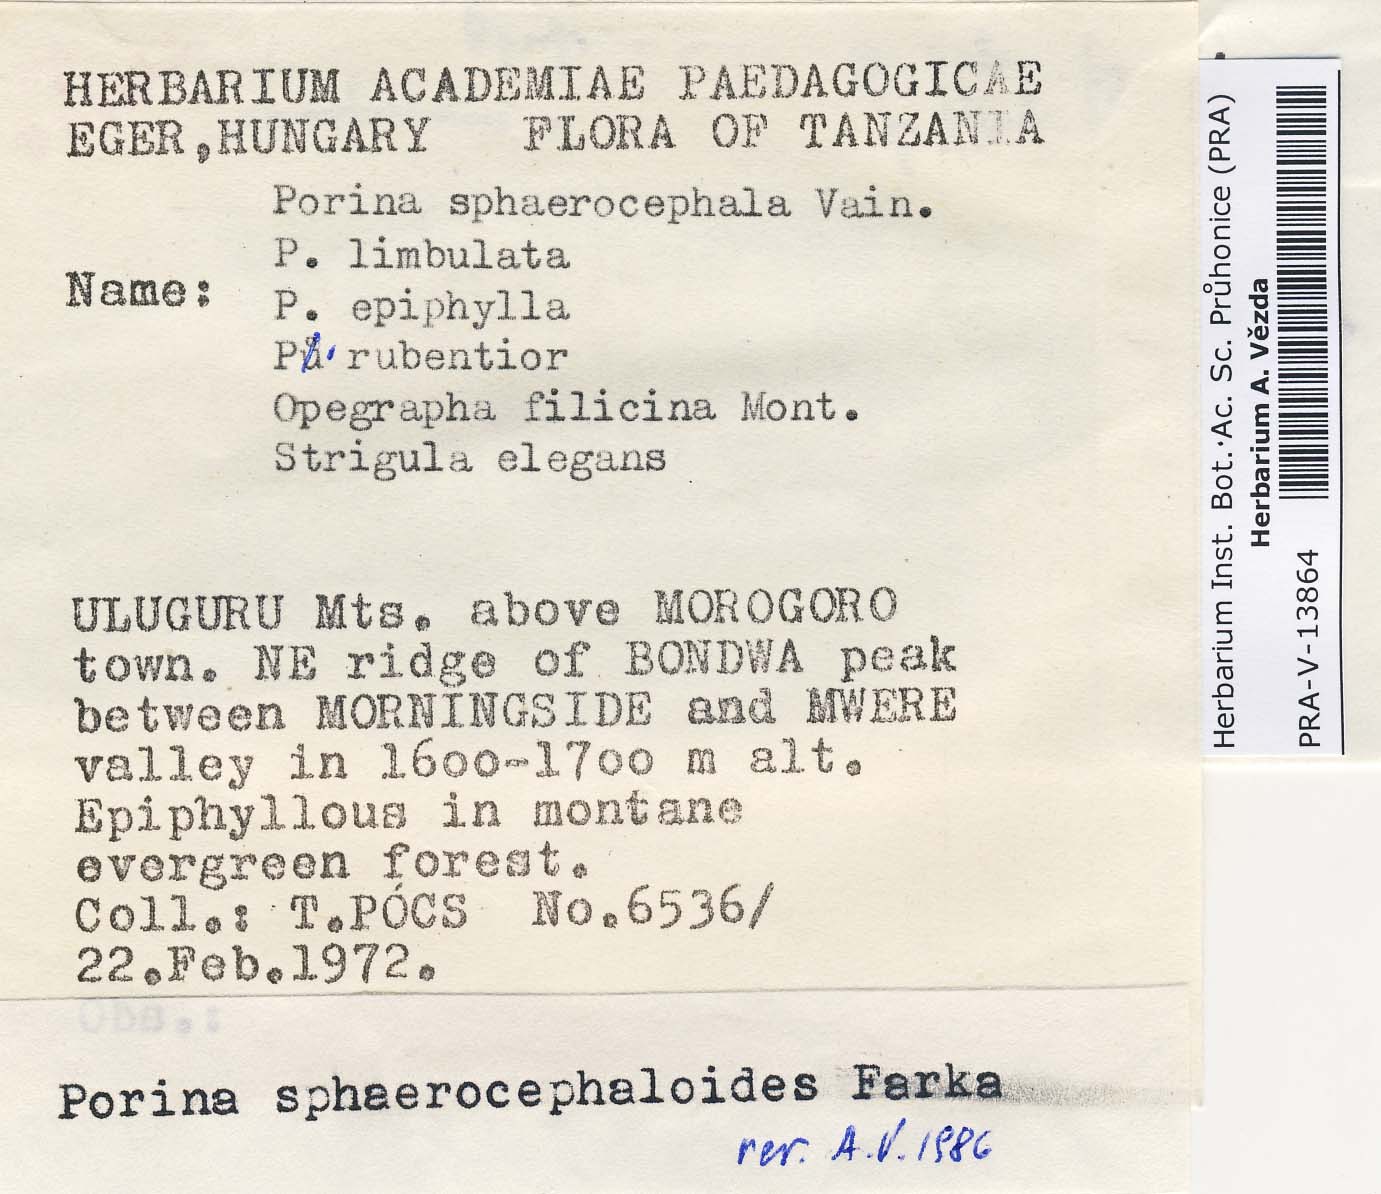 HERBARIUM ACADEMIAE PAEDAGOGICAE
EGER,HUNGARY FLORA OF TANZANIA
Name:
Porina sphaerocephala Vain.
P. limbulata
P. epiphylla
P. rubentior
Opegrapha filicina Mont.
Strigula elegans
ULUGURU Mts. above MOROGORO
town. NE ridge of BONDWA peak
between MORNINGSIDE and MWERE
valley in 1600-1700 m alt.
Epiphyllous in montane
evergreen forest.
Coll.: T.PÓCS No.6536/
22.Feb.1972.
Obs.:
Porina sphaerocephaloides Farka
rev. A.V. 1986
Herbarium Inst. Bot. Ac. Sc. Průhonice (PRA)
Herbarium A. Vězda
PRA-V-13864